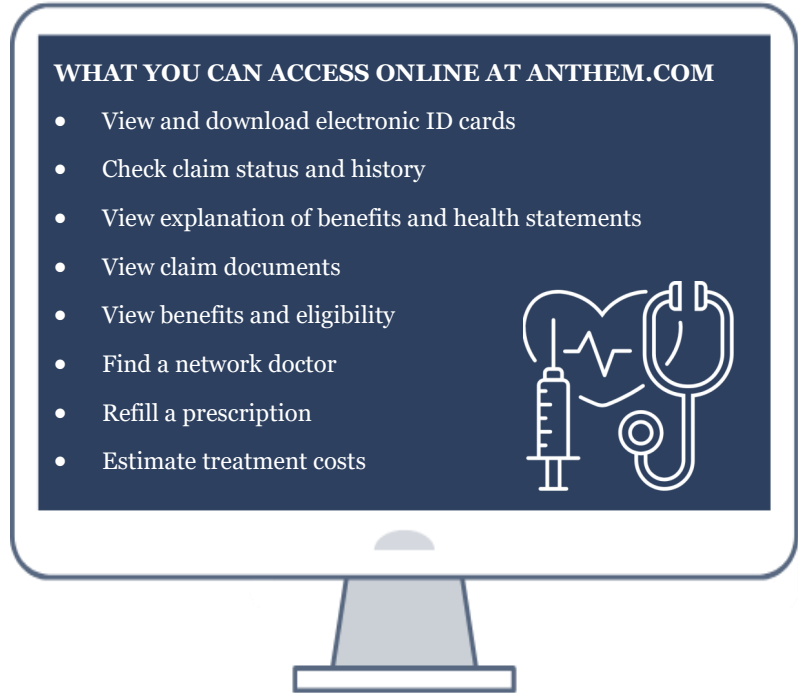 WHAT YOU CAN ACCESS ONLINE AT ANTHEM.COM
• View and download electronic ID cards
• Check claim status and history
• View explanation of benefits and health statements
• View claim documents
• View benefits and eligibility
• Find a network doctor
• Refill a prescription
• Estimate treatment costs